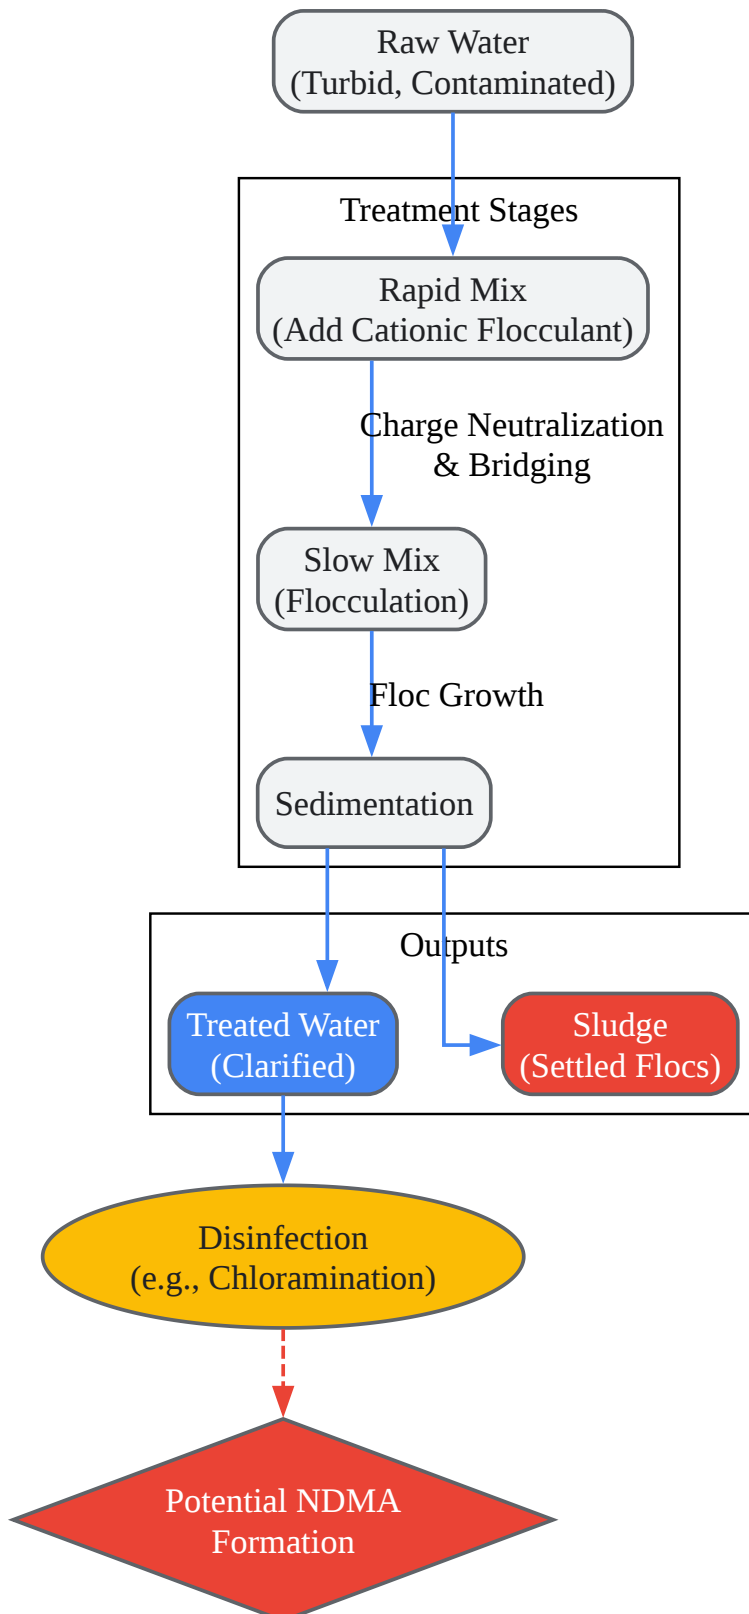 Raw Water
(Turbid, Contaminated)
Treatment Stages
Rapid Mix
(Add Cationic Flocculant)
Charge Neutralization
& Bridging
Slow Mix
(Flocculation)
Floc Growth
Sedimentation
Outputs
Treated Water
(Clarified)
Sludge
(Settled Flocs)
Disinfection
(e.g., Chloramination)
Potential NDMA
Formation